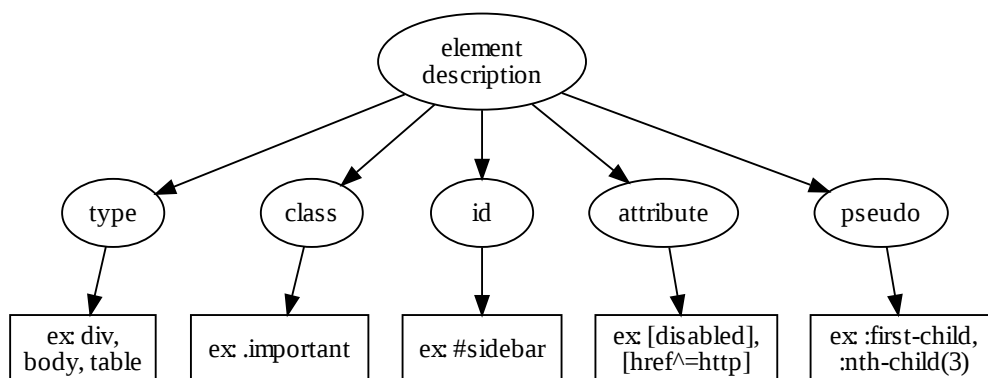 element
description
type
class
id
attribute
pseudo
ex: div,
body, table
ex: .important
ex: #sidebar
ex: [disabled],
[href^=http]
ex: :first-child,
:nth-child(3)